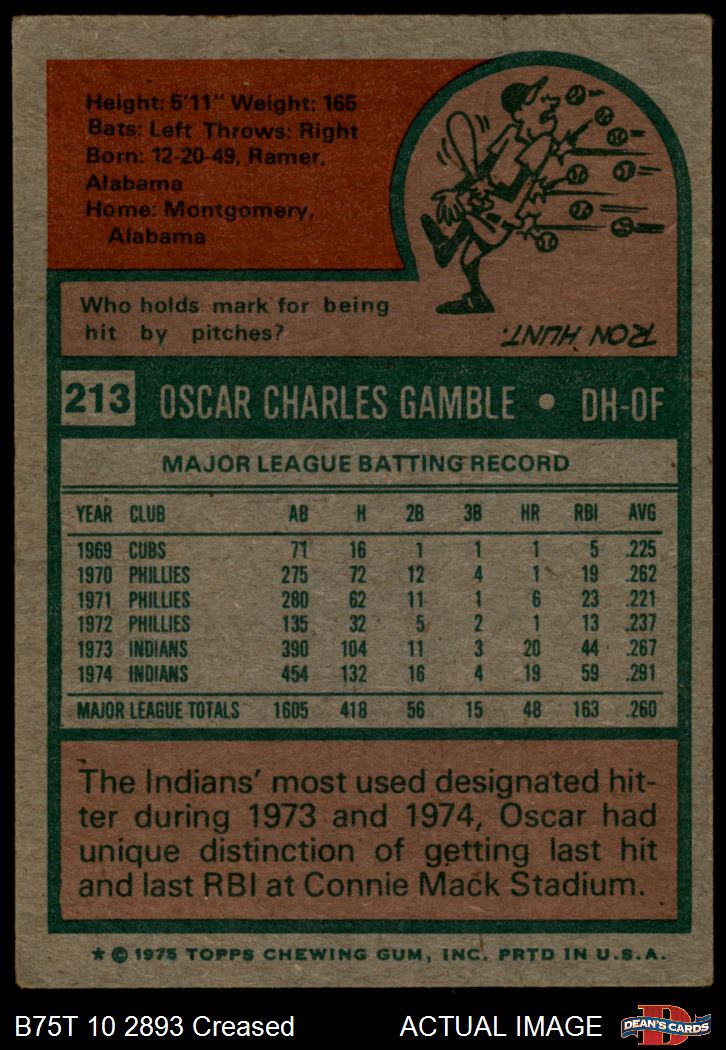 Height: 5'11" Weight: 165
Bats: Left Throws: Right
Born: 12-20-49, Ramer,
Alabama
Home: Montgomery,
Alabama
Who holds mark for being
hit by pitches?
RON HUNT.
213 OSCAR CHARLES GAMBLE • DH-OF
MAJOR LEAGUE BATTING RECORD
YEAR CLUB AB H 2B 3B HR RBI AVG
1969 CUBS 71 16 1 1 1 5 .225
1970 PHILLIES 275 72 12 4 1 19 .262
1971 PHILLIES 280 62 11 1 6 23 .221
1972 PHILLIES 135 32 5 2 1 13 .237
1973 INDIANS 390 104 11 3 20 44 .267
1974 INDIANS 454 132 16 4 19 59 .291
MAJOR LEAGUE TOTALS 1605 418 56 15 48 163 .260
The Indians' most used designated hit-
ter during 1973 and 1974, Oscar had
unique distinction of getting last hit
and last RBI at Connie Mack Stadium.
* © 1975 TOPPS CHEWING GUM, INC. PRTD IN U.S.A.
B75T 10 2893 Creased ACTUAL IMAGE
D
DEAN'S CARDS